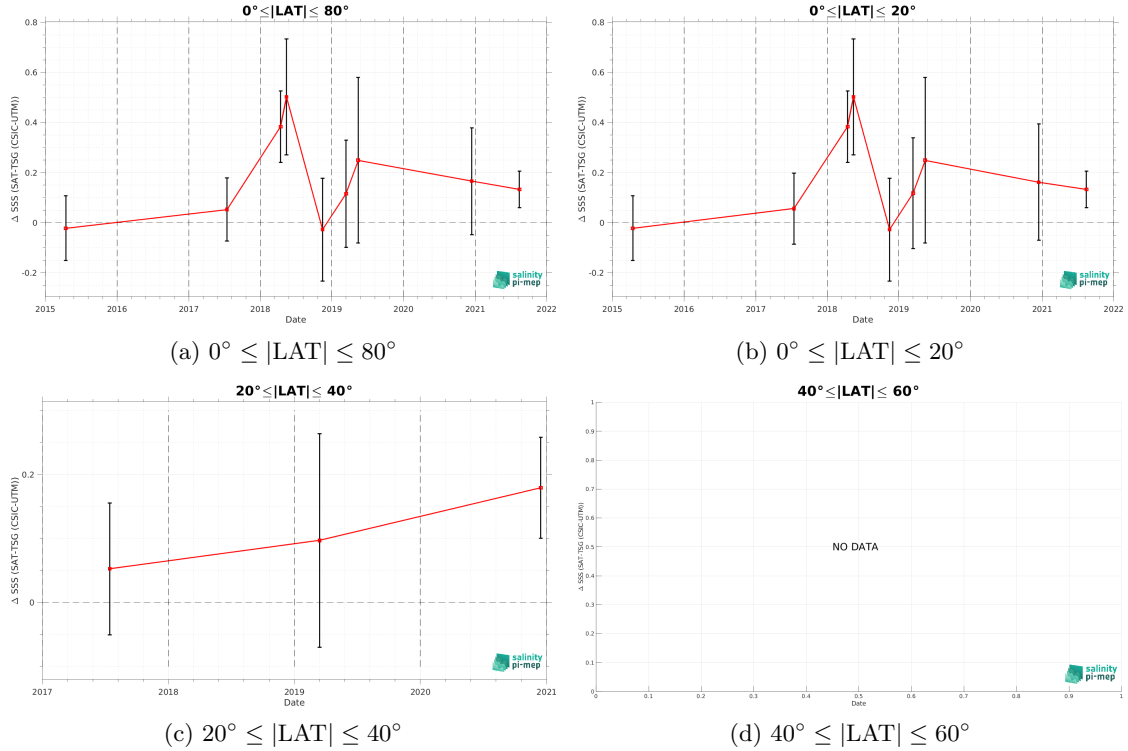 0°≤|LAT|≤ 80°
Δ SSS (SAT-TSG (CSIC-UTM))
0.8
0.6
0.4
0.2
0
-0.2
2015 2016 2017 2018 2019 2020 2021 2022
Date
salinity
pi-mep
(a) 0° ≤ |LAT| ≤ 80°
0°≤|LAT|≤ 20°
Δ SSS (SAT-TSG (CSIC-UTM))
0.8
0.6
0.4
0.2
0
-0.2
2015 2016 2017 2018 2019 2020 2021 2022
Date
salinity
pi-mep
(b) 0° ≤ |LAT| ≤ 20°
20°≤|LAT|≤ 40°
Δ SSS (SAT-TSG (CSIC-UTM))
0.2
0
2017 2018 2019 2020 2021
Date
salinity
pi-mep
(c) 20° ≤ |LAT| ≤ 40°
40°≤|LAT|≤ 60°
Δ SSS (SAT-TSG (CSIC-UTM))
1
0.9
0.8
0.7
0.6
0.5
0.4
0.3
0.2
0.1
0
NO DATA
0 0.1 0.2 0.3 0.4 0.5 0.6 0.7 0.8 0.9 1
Date
salinity
pi-mep
(d) 40° ≤ |LAT| ≤ 60°